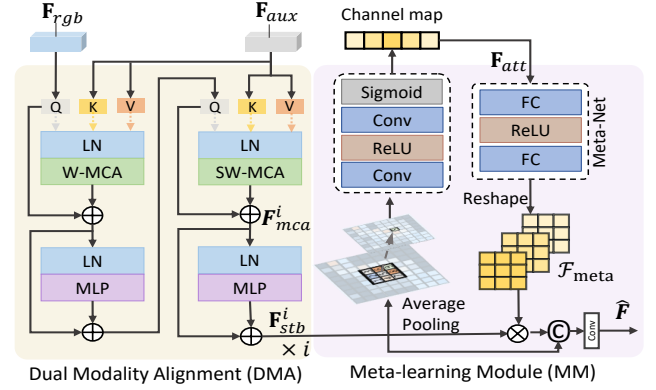 F_rgb
F_aux
Channel map
F_att
Q
K
V
Q
K
V
LN
W-MCA
LN
SW-MCA
F^i_mca
LN
MLP
LN
MLP
F^i_stb
× i
Sigmoid
Conv
ReLU
Conv
FC
ReLU
FC
Meta-Net
Reshape
F_meta
Average
Pooling
C
Conv
F̂
Dual Modality Alignment (DMA)
Meta-learning Module (MM)